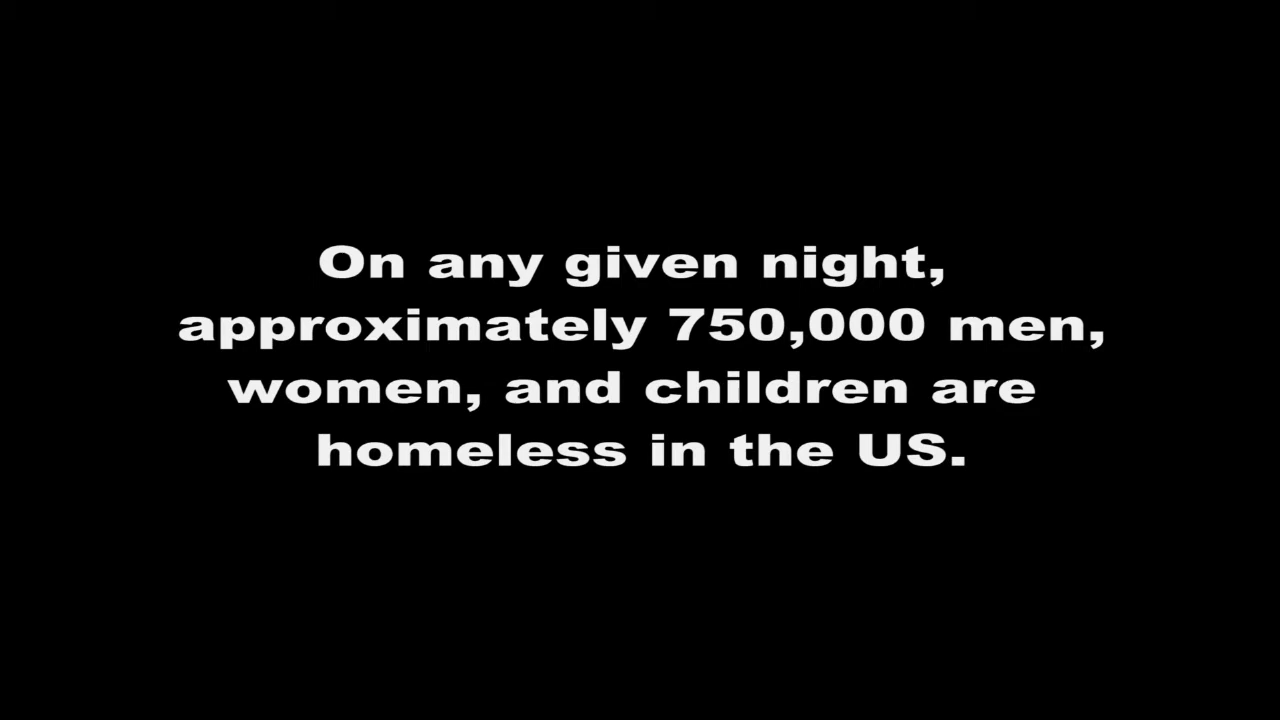 On any given night,
approximately 750,000 men,
women, and children are
homeless in the US.